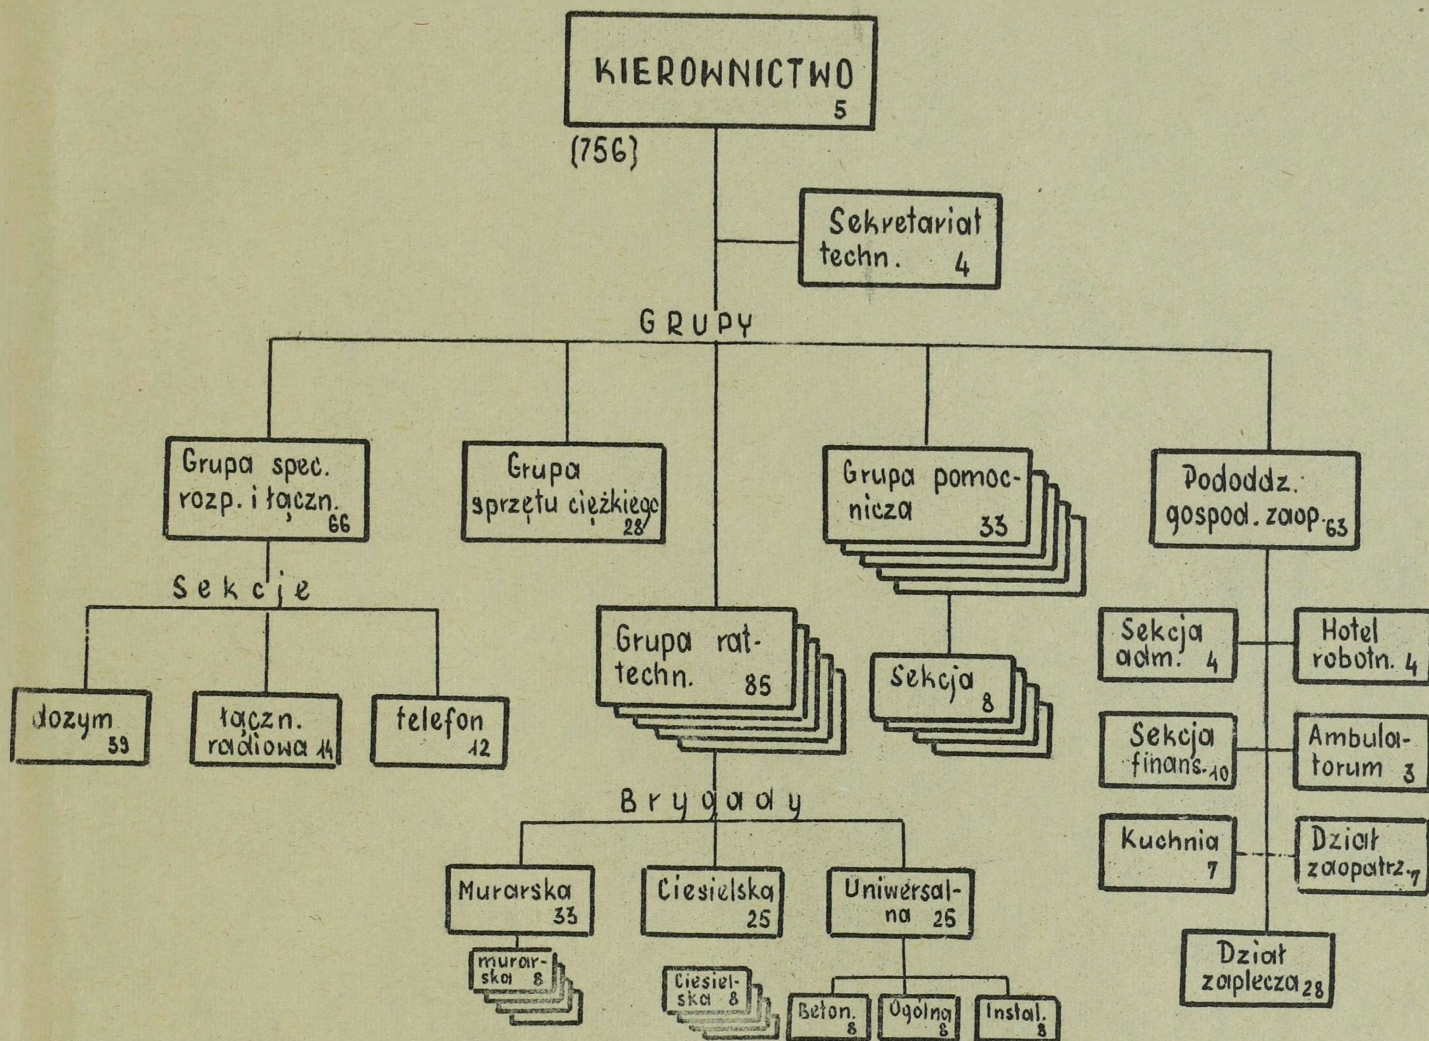 KIEROWNICTWO
5
(756)
Sekretariat
techn. 4
GRUPY
Grupa spec.
rozp. i łączn.
66
Grupa
sprzętu ciężkiego
28
Grupa pomoc-
nicza 33
Pododdz.
gospod. zaop. 63
Sekcje
dozym
39
łączn.
radiowa 14
telefon
12
Grupa rat-
techn. 85
Sekcja
8
Sekcja
adm. 4
Hotel
robotn. 4
Sekcja
finans. 10
Ambula-
torum 3
Kuchnia
7
Dział
zaopatrz. 7
Dział
zaplecza 28
Brygady
Murarska
33
Ciesielska
25
Uniwersal-
na 25
murar-
ska 8
Ciesiel-
ska 8
Beton.
8
Ogólna
8
Instal.
8